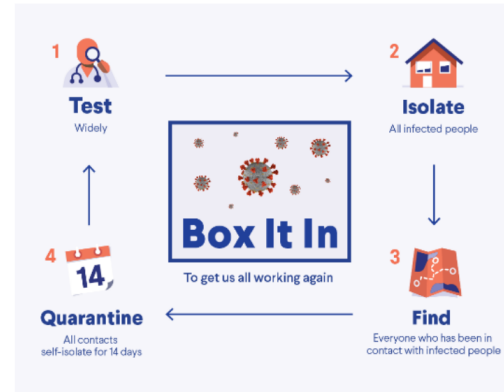 1
Test
Widely
2
Isolate
All infected people
Box It In
To get us all working again
3
Find
Everyone who has been in
contact with infected people
4
14
Quarantine
All contacts
self-isolate for 14 days